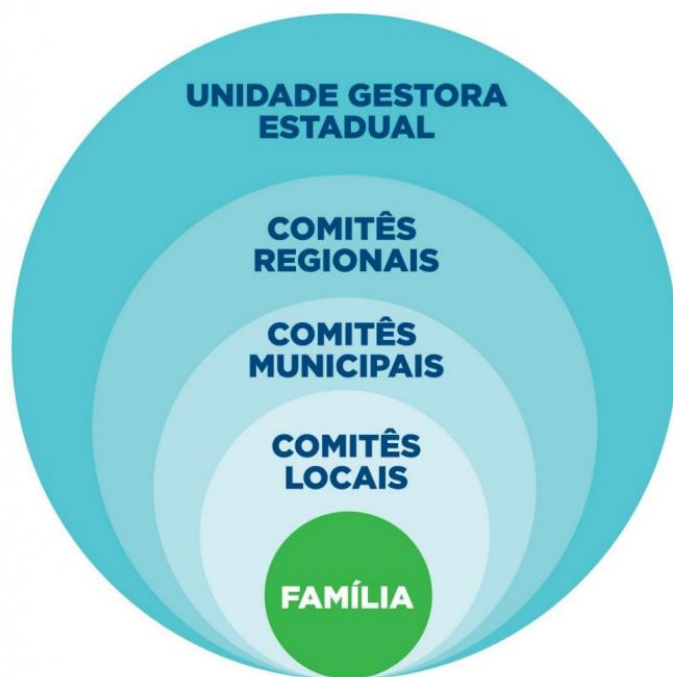 UNIDADE GESTORA
ESTADUAL
COMITÊS
REGIONAIS
COMITÊS
MUNICIPAIS
COMITÊS
LOCAIS
FAMÍLIA